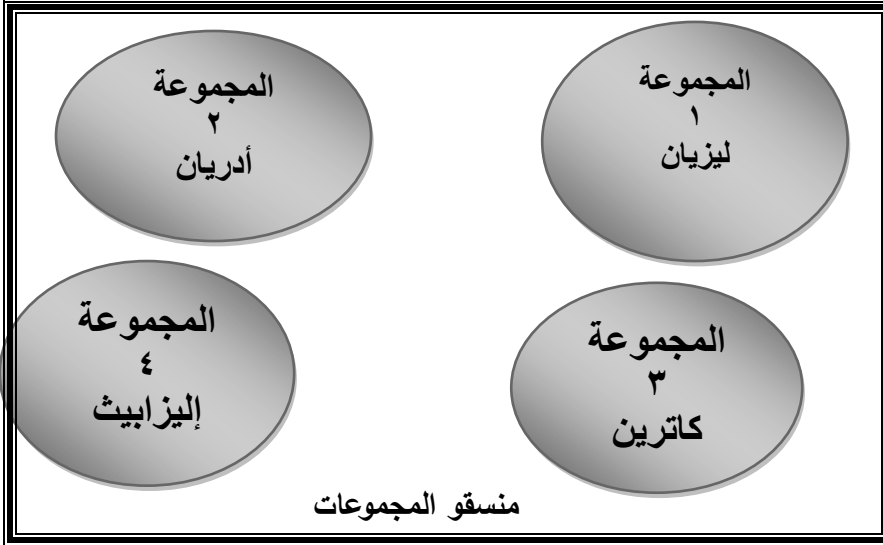 المجموعة
١
ليزيان
المجموعة
٢
أدريان
المجموعة
٣
كاترين
المجموعة
٤
إليزابيث
منسقو المجموعات